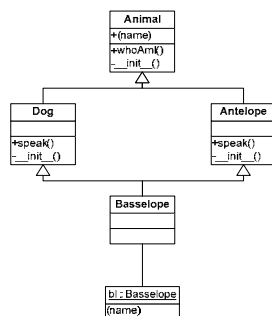 Animal
+(name)
+whoAmI()
-__init__()
Dog
+speak()
-__init__()
Antelope
+speak()
-__init__()
Basselope
bl : Basselope
(name)